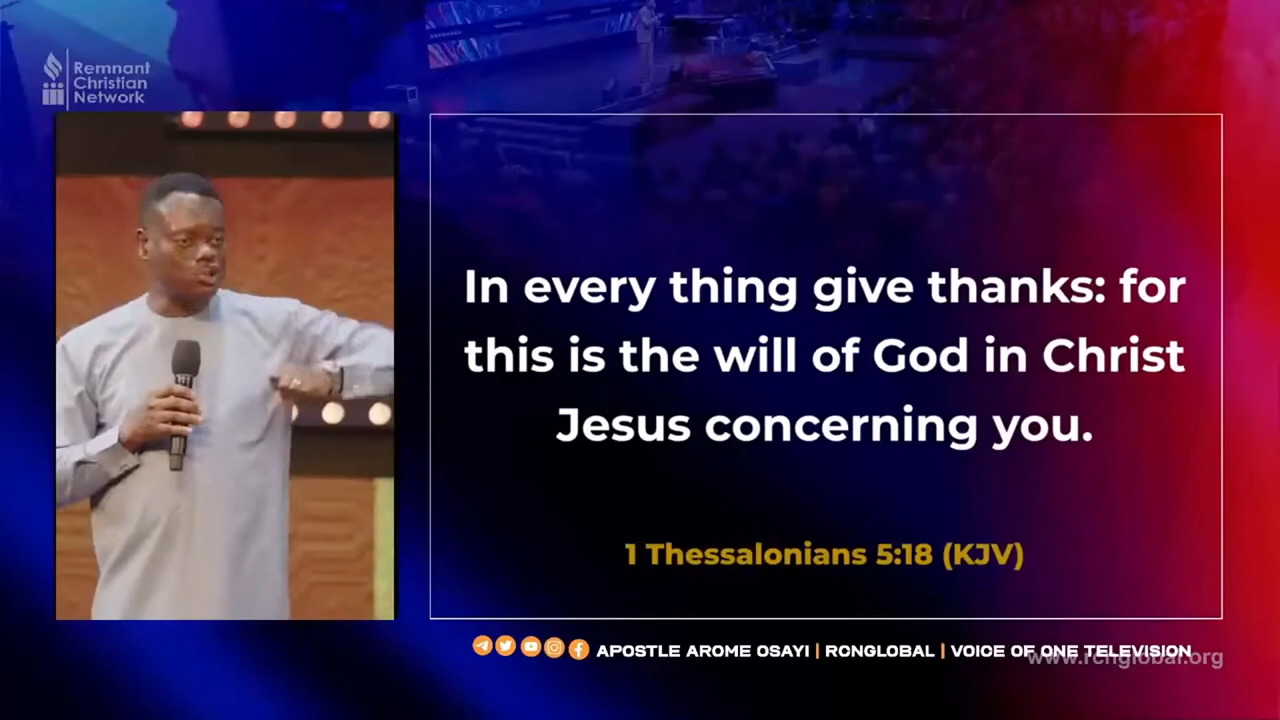 Remnant
Christian
Network
In every thing give thanks: for
this is the will of God in Christ
Jesus concerning you.
1 Thessalonians 5:18 (KJV)
APOSTLE AROME OSAYI | RCNGLOBAL | VOICE OF ONE TELEVISION
www.rcnglobal.org